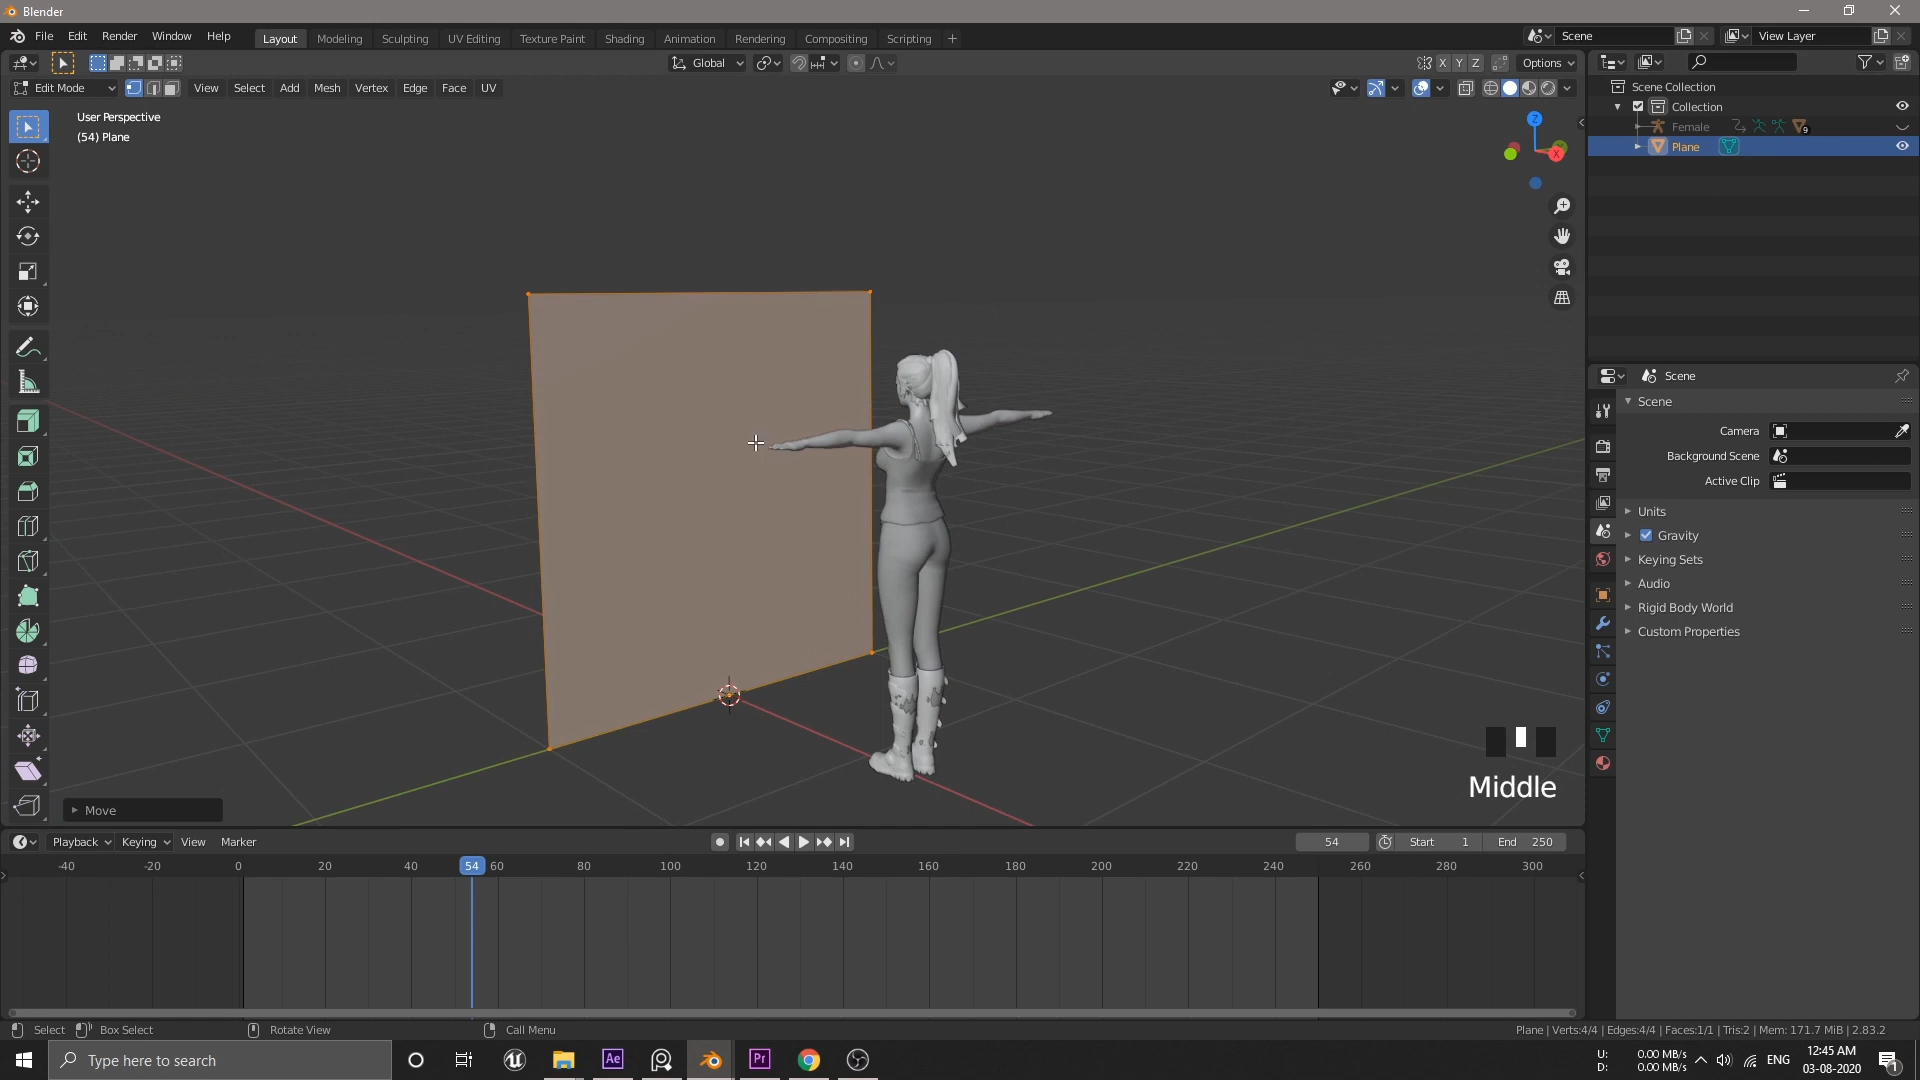 Blender
File Edit Render Window Help
Layout Modeling Sculpting UV Editing Texture Paint Shading Animation Rendering Compositing Scripting +
Scene
View Layer
Global
X Y Z
Options
Edit Mode
View Select Add Mesh Vertex Edge Face UV
User Perspective
(54) Plane
Z
X
Scene Collection
Collection
Female
9
Plane
Scene
Scene
Camera
Background Scene
Active Clip
Units
Gravity
Keying Sets
Audio
Rigid Body World
Custom Properties
Middle
Move
Playback Keying View Marker
54
Start 1
End 250
-40 -20 0 20 40 54 60 80 100 120 140 160 180 200 220 240 260 280 300
Select
Box Select
Rotate View
Call Menu
Plane | Verts:4/4 | Edges:4/4 | Faces:1/1 | Tris:2 | Mem: 171.7 MiB | 2.83.2
Type here to search
Ae
Pr
U: 0.00 MB/s
D: 0.00 MB/s
ENG
12:45 AM
03-08-2020
1